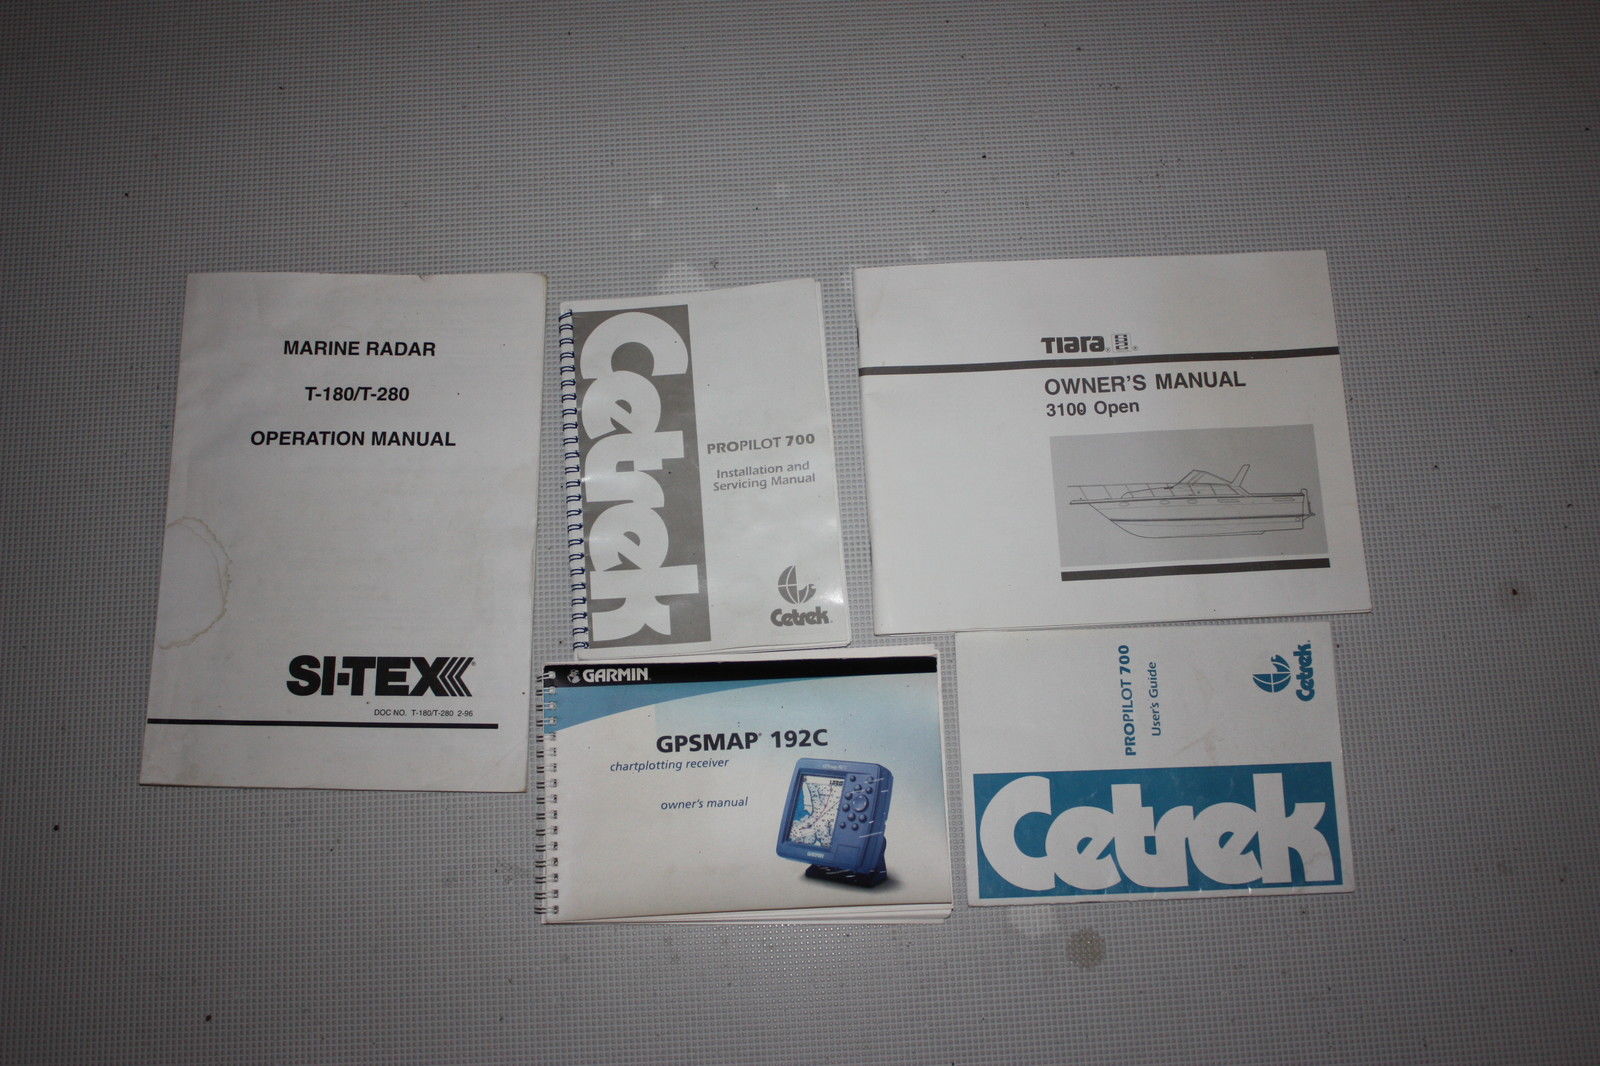 MARINE RADAR
T-180/T-280
OPERATION MANUAL
SI-TEX
DOC NO. T-180/T-280 2-96
Cetrek
PROPILOT 700
Installation and
Servicing Manual
Cetrek
TIARA
OWNER'S MANUAL
3100 Open
GARMIN
GPSMAP® 192C
chartplotting receiver
owner's manual
GARMIN
PROPILOT 700
User's Guide
Cetrek
Cetrek